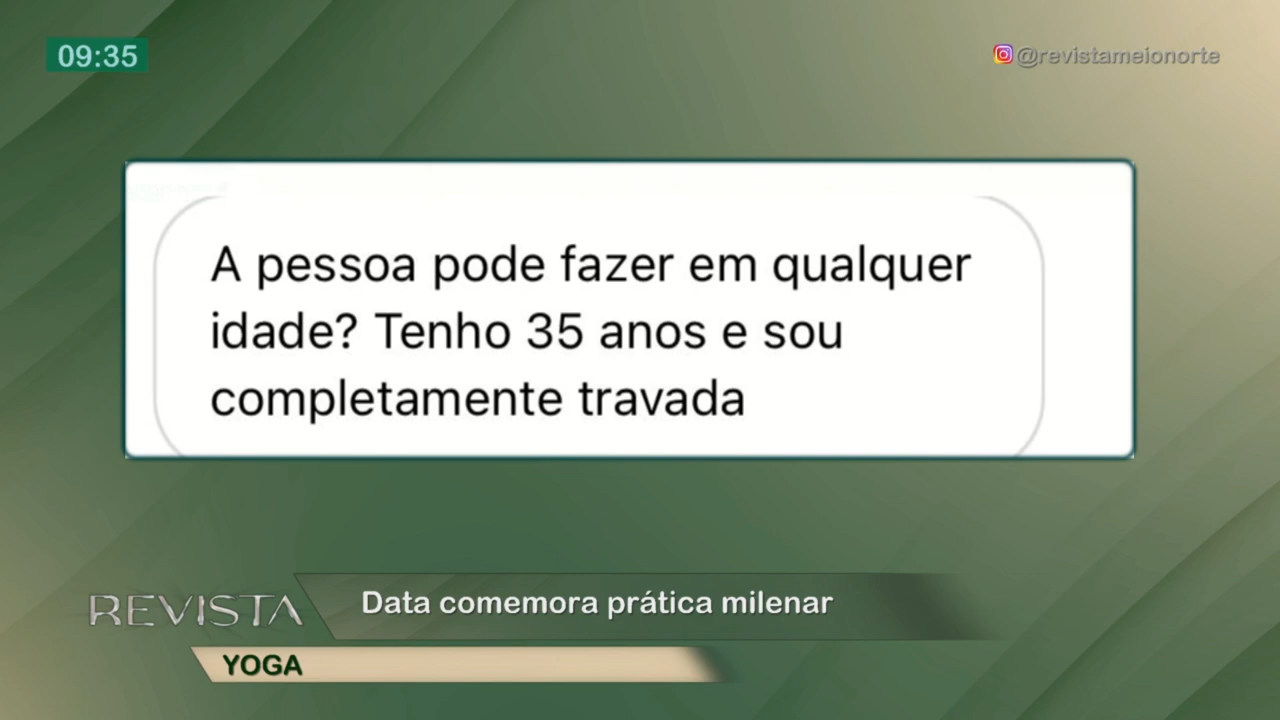 09:35
@revistameionorte
A pessoa pode fazer em qualquer
idade? Tenho 35 anos e sou
completamente travada
REVISTA
Data comemora prática milenar
YOGA